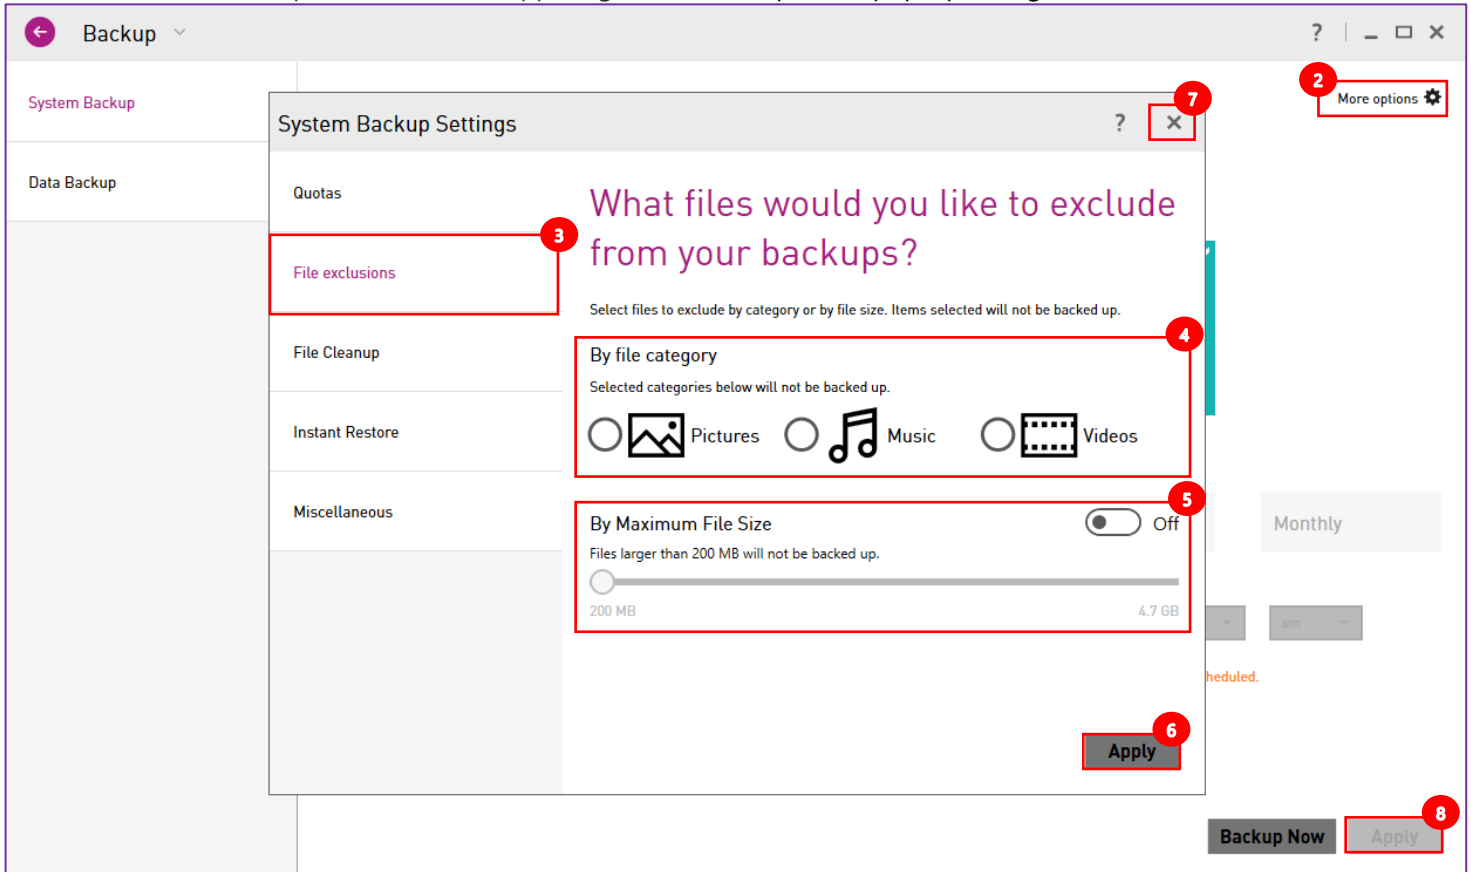 Backup
?
System Backup
2
More options
7
System Backup Settings
?
Data Backup
Quotas
What files would you like to exclude
from your backups?
3
File exclusions
Select files to exclude by category or by file size. Items selected will not be backed up.
4
File Cleanup
By file category
Selected categories below will not be backed up.
Instant Restore
Pictures
Music
Videos
5
Miscellaneous
By Maximum File Size
Off
Monthly
Files larger than 200 MB will not be backed up.
200 MB
4.7 GB
am
heduled.
6
Apply
8
Backup Now
Apply